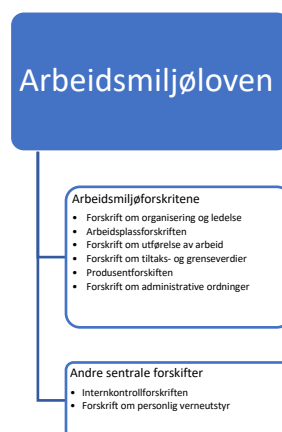 Arbeidsmiljøloven
Arbeidsmiljøforskritene
• Forskrift om organisering og ledelse
• Arbeidsplassforskriften
• Forskrift om utførelse av arbeid
• Forskrift om tiltaks- og grenseverdier
• Produsentforskiften
• Forskrift om administrative ordninger
Andre sentrale forskifter
• Internkontrollforskriften
• Forskrift om personlig verneutstyr